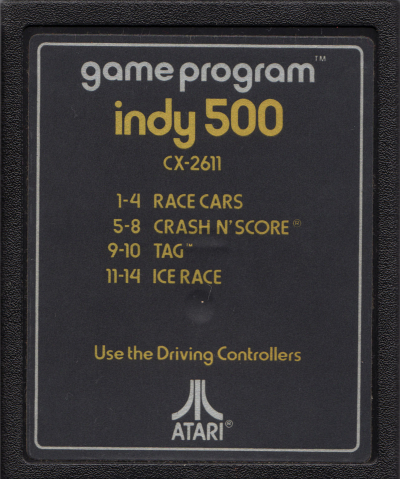 game program™
indy 500
CX-2611
1-4 RACE CARS
5-8 CRASH N' SCORE®
9-10 TAG™
11-14 ICE RACE
Use the Driving Controllers
ATARI®